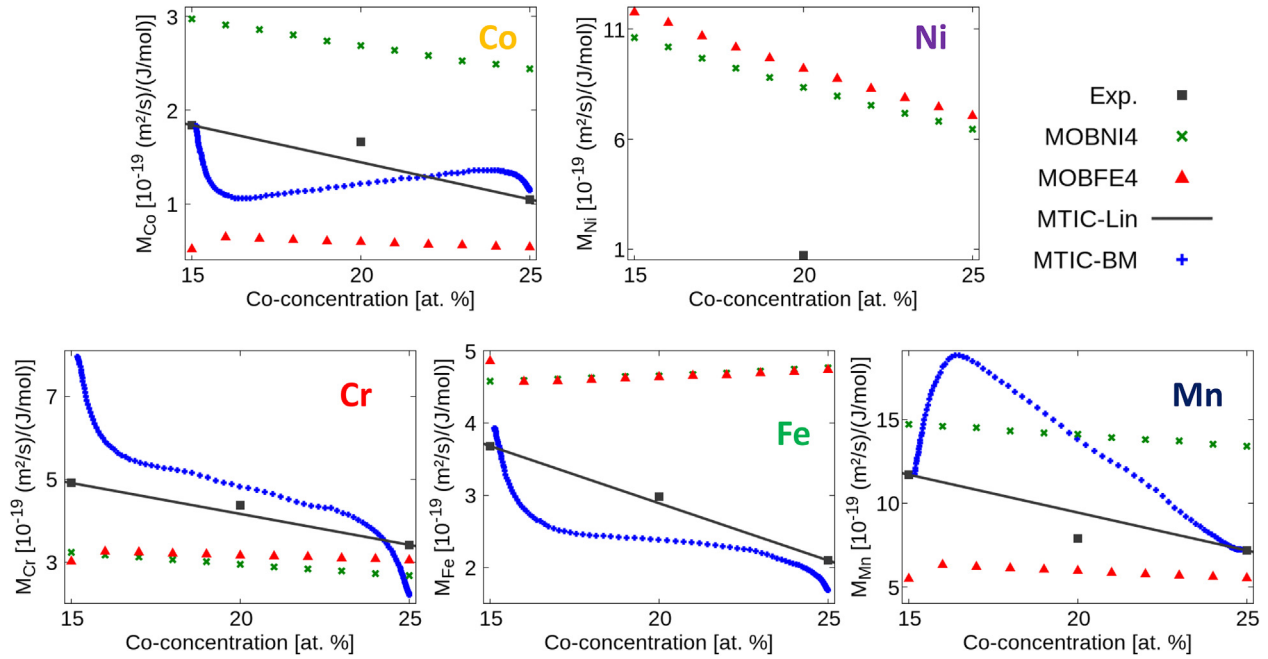 Co
M_Co [10⁻¹⁹ (m²/s)/(J/mol)]
3
2
1
15 20 25
Co-concentration [at. %]
Ni
M_Ni [10⁻¹⁹ (m²/s)/(J/mol)]
11
6
1
15 20 25
Co-concentration [at. %]
Exp.
MOBNI4
MOBFE4
MTIC-Lin
MTIC-BM
Cr
M_Cr [10⁻¹⁹ (m²/s)/(J/mol)]
7
5
3
15 20 25
Co-concentration [at. %]
Fe
M_Fe [10⁻¹⁹ (m²/s)/(J/mol)]
5
4
3
2
15 20 25
Co-concentration [at. %]
Mn
M_Mn [10⁻¹⁹ (m²/s)/(J/mol)]
15
10
5
15 20 25
Co-concentration [at. %]